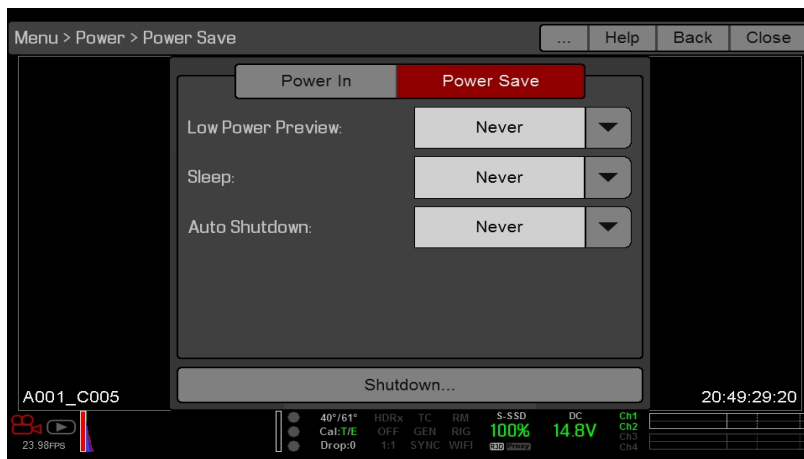 Menu > Power > Power Save ... Help Back Close
Power In Power Save
Low Power Preview: Never
Sleep: Never
Auto Shutdown: Never
Shutdown...
A001_C005 20:49:29:20
40°/61° HDRx TC RM S-SSD DC Ch1
Cal:T/E OFF GEN RIG 100% 14.8V Ch2
Drop:0 1:1 SYNC WIFI R3D Proxy Ch3
23.98FPS Ch4